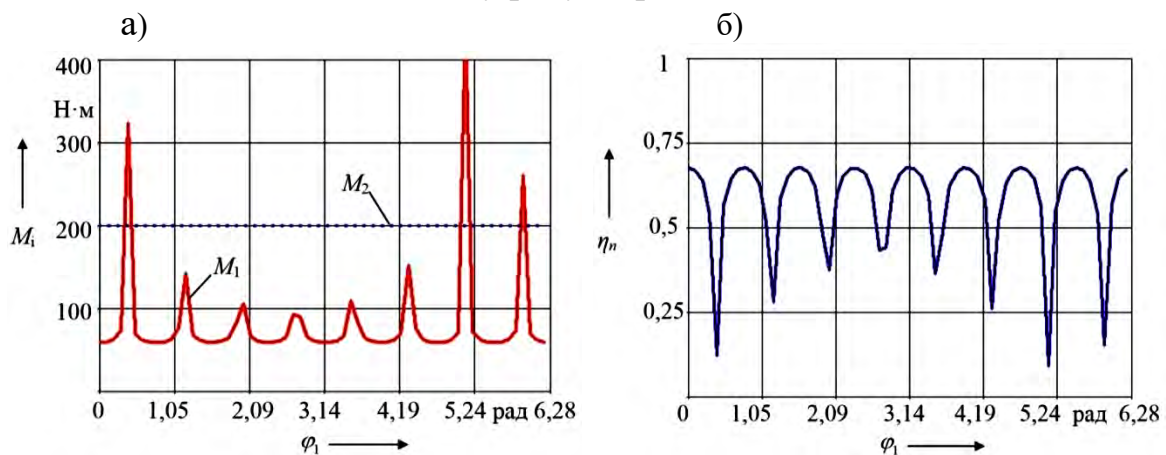 а)
400
Н·м
300
M₂
Mᵢ
200
M₁
100
0 1,05 2,09 3,14 4,19 5,24 рад 6,28
φ₁
б)
1
0,75
ηₙ
0,5
0,25
0 1,05 2,09 3,14 4,19 5,24 рад 6,28
φ₁